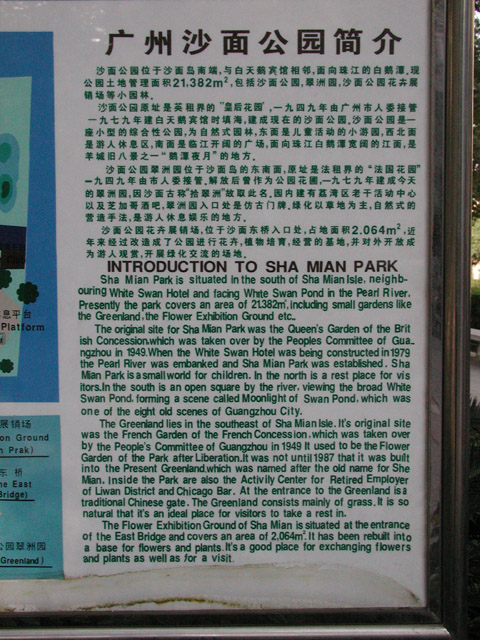 广州沙面公园简介
沙面公园位于沙面岛南端,与白天鹅宾馆相邻,面向珠江的白鹅潭,现
公园土地管理面积21,382m²,包括沙面公园,翠洲园,沙面公园花卉展
销场等小园林。
沙面公园原址是英租界的"皇后花园",一九四九年由广州市人委接管
一九七九年建白天鹅宾馆时填海,建成现在的沙面公园。沙面公园是一
座小型的综合性公园,为自然式园林,东面是儿童活动的小游园,西北面
是游人休息区,南面是临江开阔的广场,面向珠江白鹅潭宽阔的江面,是
羊城旧八景之一"鹅潭夜月"的地方。
沙面公园翠洲园位于沙面岛的东南面,原址是法租界的"法国花园"
一九四九年由市人委接管,解放后曾作为公园花圃,一九七九年建成今天
的翠洲园,因沙面古称"拾翠洲"故取此名。园内建有荔湾区老干活动中心
以及芝加哥酒吧,翠洲园入口处是仿古门牌,绿化以草地为主,自然式的
营造手法,是游人休息娱乐的地方。
沙面公园花卉展销场,位于沙面东桥入口处,占地面积2,064m²,近
年来经过改造成了公园进行花卉,植物培育,经营的基地,并对外开放成
为游人观赏,开展绿化交流的场地。
INTRODUCTION TO SHA MIAN PARK
Sha Mian Park is situated in the south of Sha Mian Isle, neighb-
ouring White Swan Hotel and facing White Swan Pond in the Pearl River.
Presently the park covers an area of 21,382m²,including small gardens like
the Greenland, the Flower Exhibition Ground etc..
The original site for Sha Mian Park was the Queen's Garden of the Brit
ish Concession,which was taken over by the Peoples Committee of Gua-
ngzhou in 1949.When the White Swan Hotel was being constructed in 1979
the Pearl River was embanked and Sha Mian Park was established. Sha
Mian Park is a small world for children. In the north is a rest place for vis
itors.In the south is an open square by the river, viewing the broad White
Swan Pond, forming a scene called Moonlight of Swan Pond, which was
one of the eight old scenes of Guangzhou City.
The Greenland lies in the southeast of Sha Mian Isle. It's original site
was the French Garden of the French Concession, which was taken over
by the People's Committee of Guangzhou in 1949 It used to be the Flower
Garden of the Park after Liberation.It was not until 1987 that it was built
into the Present Greenland,which was named after the old name for She
Mian. Inside the Park are also the Activily Center for Retired Employer
of Liwan District and Chicago Bar. At the entrance to the Greenland is a
traditional Chinese gate. The Greenland consists mainly of grass. It is so
natural that it's an ideal place for visitors to take a rest in.
The Flower Exhibition Ground of Sha Mian is situated at the entrance
of the East Bridge and covers an area of 2,064m².It has been rebuilt into
a base for flowers and plants. It's a good place for exchanging flowers
and plants as well as for a visit.
息平台
Platform
展销场
on Ground
n Prak)
东 桥
he East
Bridge)
公园翠洲园
Greenland)